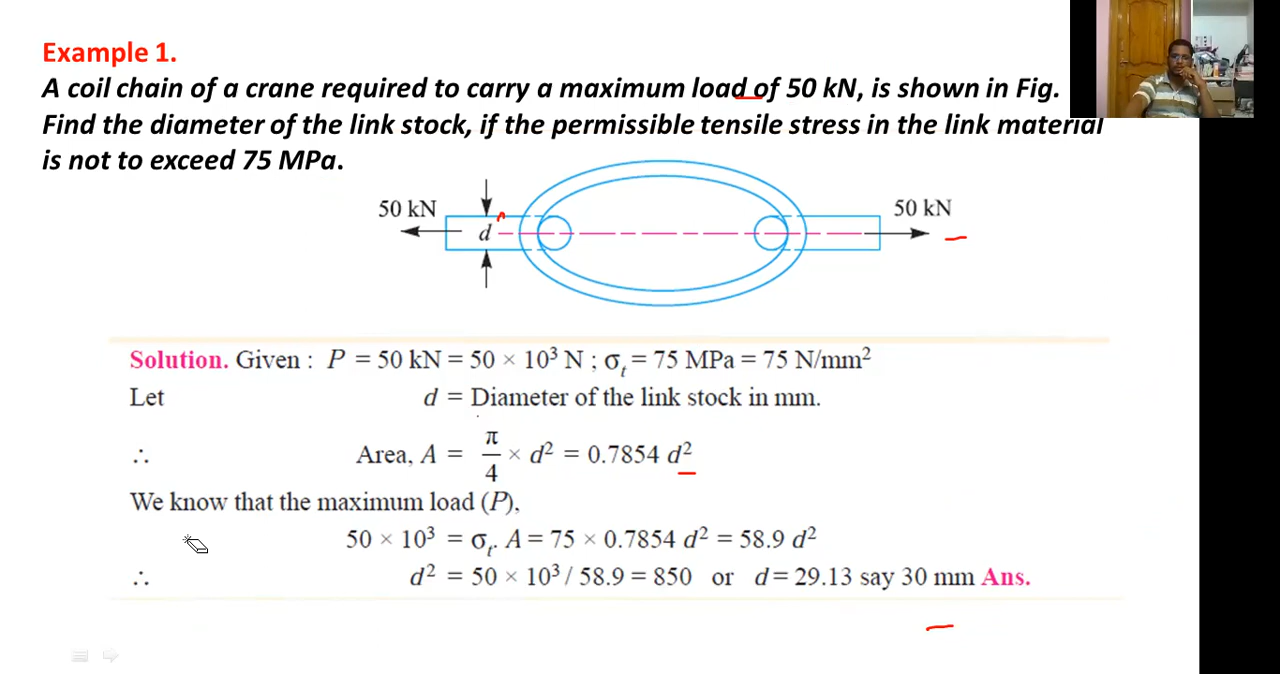 Example 1.
A coil chain of a crane required to carry a maximum load of 50 kN, is shown in Fig.
Find the diameter of the link stock, if the permissible tensile stress in the link material
is not to exceed 75 MPa.
50 kN
d
50 kN
Solution. Given : P = 50 kN = 50 × 10³ N ; σₜ = 75 MPa = 75 N/mm²
Let d = Diameter of the link stock in mm.
∴ Area, A = π/4 × d² = 0.7854 d²
We know that the maximum load (P),
50 × 10³ = σₜ. A = 75 × 0.7854 d² = 58.9 d²
∴ d² = 50 × 10³ / 58.9 = 850 or d = 29.13 say 30 mm Ans.